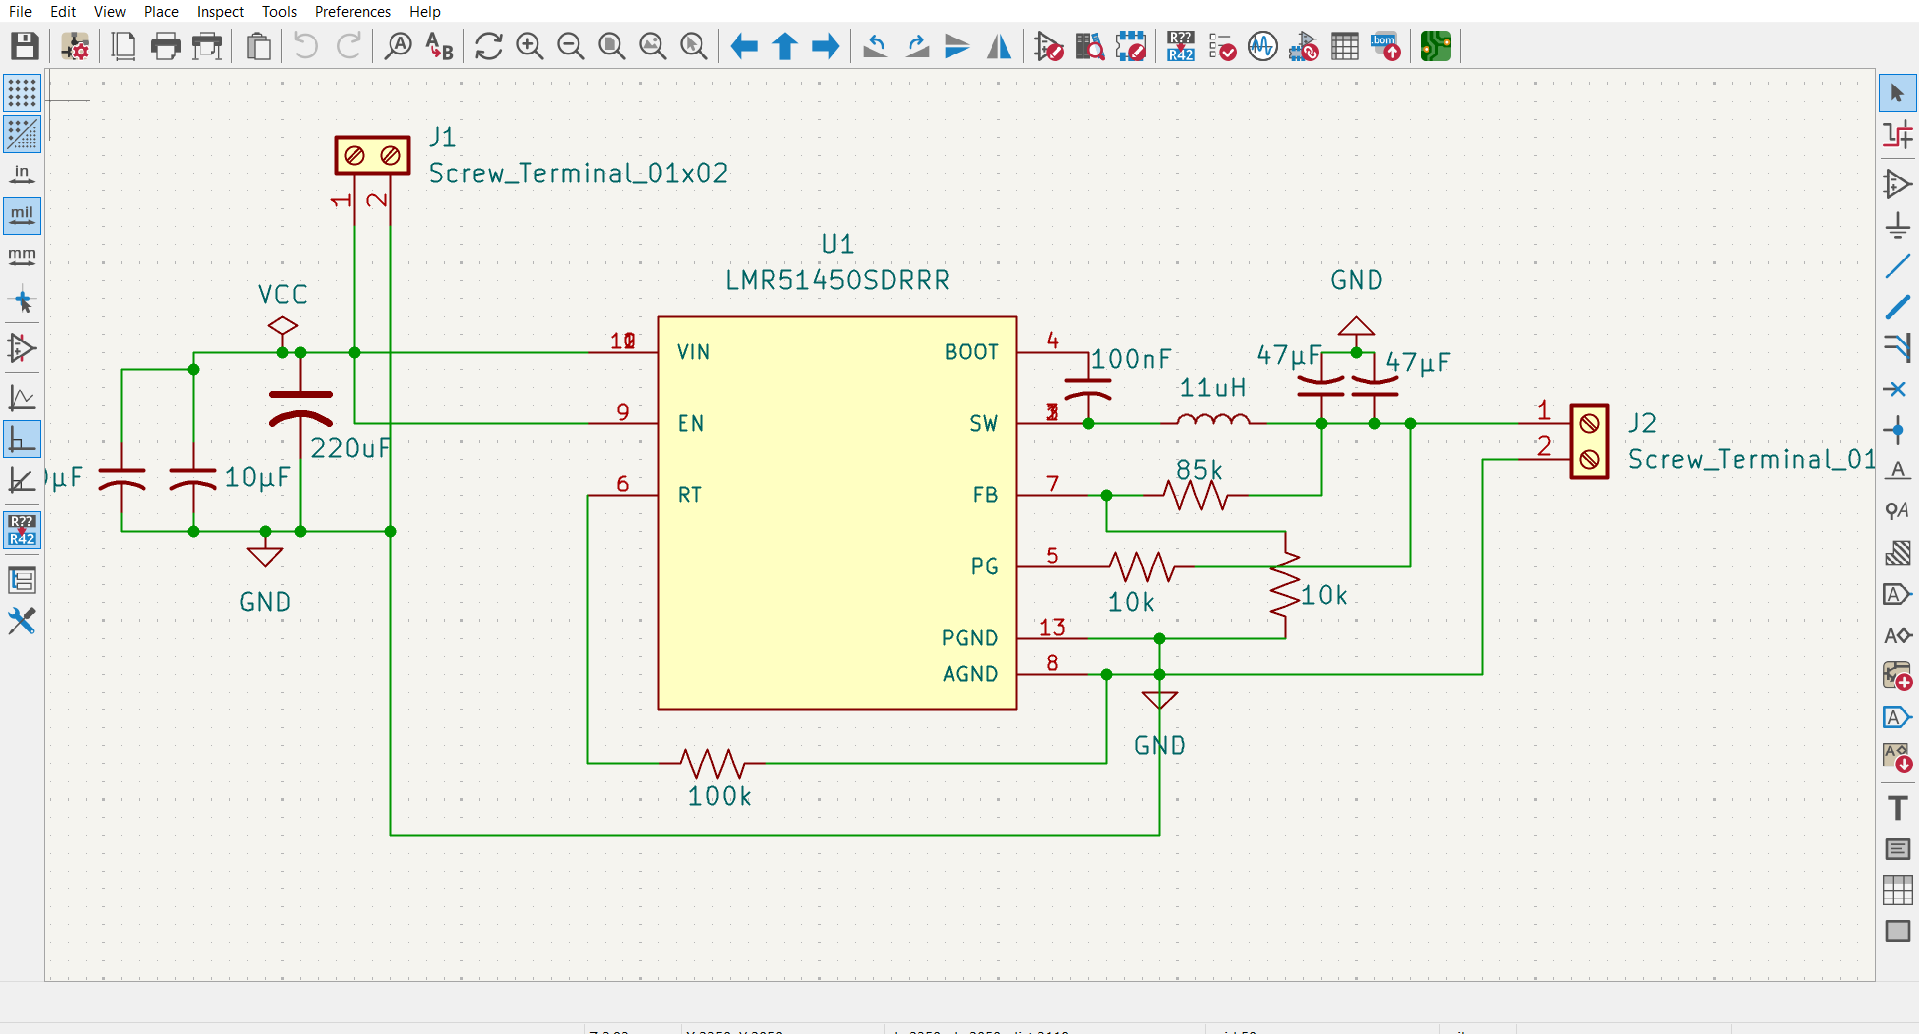 File Edit View Place Inspect Tools Preferences Help
in
mil
mm
R??
R42
R??
R42
.bom
J1
Screw_Terminal_01x02
1
2
U1
LMR51450SDRRR
VCC
GND
VIN
BOOT
4
100nF
47µF
47µF
11uH
9
EN
SW
1
J2
2
Screw_Terminal_01
220uF
µF
10µF
6
RT
FB
7
85k
PG
5
10k
10k
GND
PGND
13
AGND
8
GND
100k
A
A
A
A
A
A
T